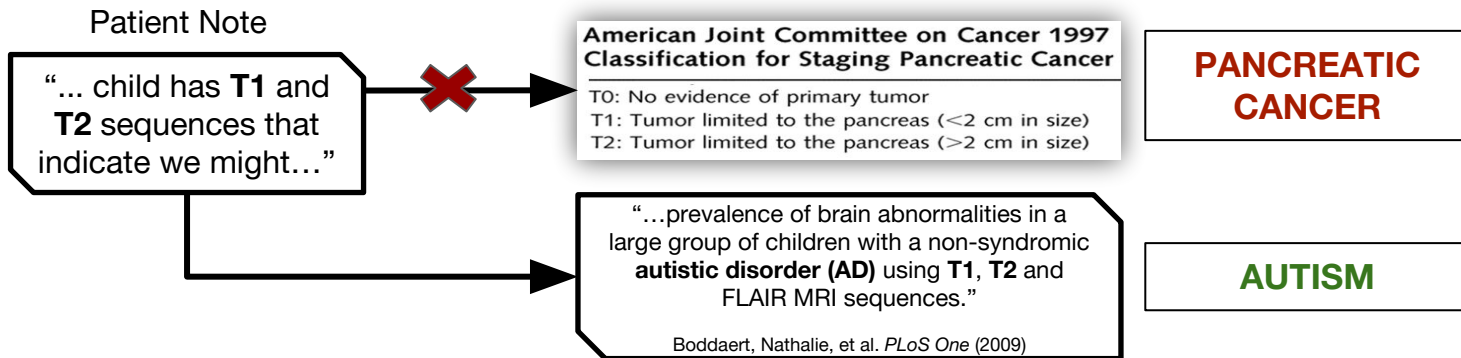 Patient Note
“... child has T1 and
T2 sequences that
indicate we might…”
American Joint Committee on Cancer 1997
Classification for Staging Pancreatic Cancer
T0: No evidence of primary tumor
T1: Tumor limited to the pancreas (<2 cm in size)
T2: Tumor limited to the pancreas (>2 cm in size)
PANCREATIC
CANCER
“…prevalence of brain abnormalities in a
large group of children with a non-syndromic
autistic disorder (AD) using T1, T2 and
FLAIR MRI sequences.”
Boddaert, Nathalie, et al. PLoS One (2009)
AUTISM